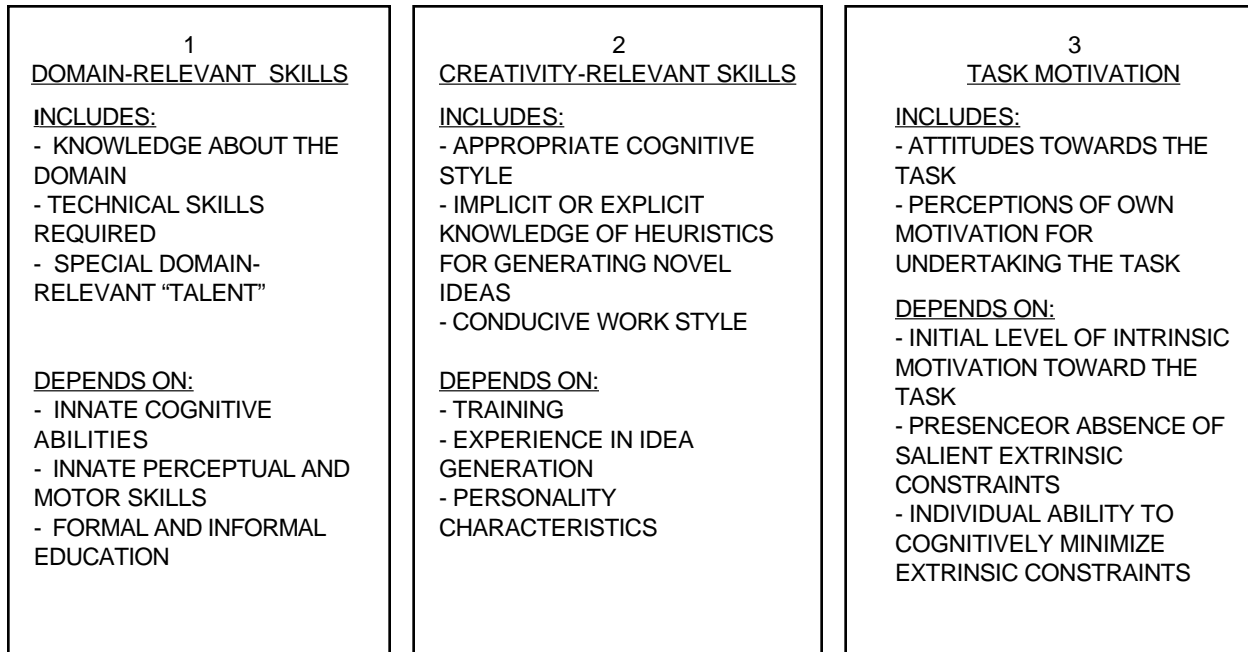 1
DOMAIN-RELEVANT SKILLS
INCLUDES:
- KNOWLEDGE ABOUT THE
DOMAIN
- TECHNICAL SKILLS
REQUIRED
- SPECIAL DOMAIN-
RELEVANT “TALENT”
DEPENDS ON:
- INNATE COGNITIVE
ABILITIES
- INNATE PERCEPTUAL AND
MOTOR SKILLS
- FORMAL AND INFORMAL
EDUCATION
2
CREATIVITY-RELEVANT SKILLS
INCLUDES:
- APPROPRIATE COGNITIVE
STYLE
- IMPLICIT OR EXPLICIT
KNOWLEDGE OF HEURISTICS
FOR GENERATING NOVEL
IDEAS
- CONDUCIVE WORK STYLE
DEPENDS ON:
- TRAINING
- EXPERIENCE IN IDEA
GENERATION
- PERSONALITY
CHARACTERISTICS
3
TASK MOTIVATION
INCLUDES:
- ATTITUDES TOWARDS THE
TASK
- PERCEPTIONS OF OWN
MOTIVATION FOR
UNDERTAKING THE TASK
DEPENDS ON:
- INITIAL LEVEL OF INTRINSIC
MOTIVATION TOWARD THE
TASK
- PRESENCEOR ABSENCE OF
SALIENT EXTRINSIC
CONSTRAINTS
- INDIVIDUAL ABILITY TO
COGNITIVELY MINIMIZE
EXTRINSIC CONSTRAINTS